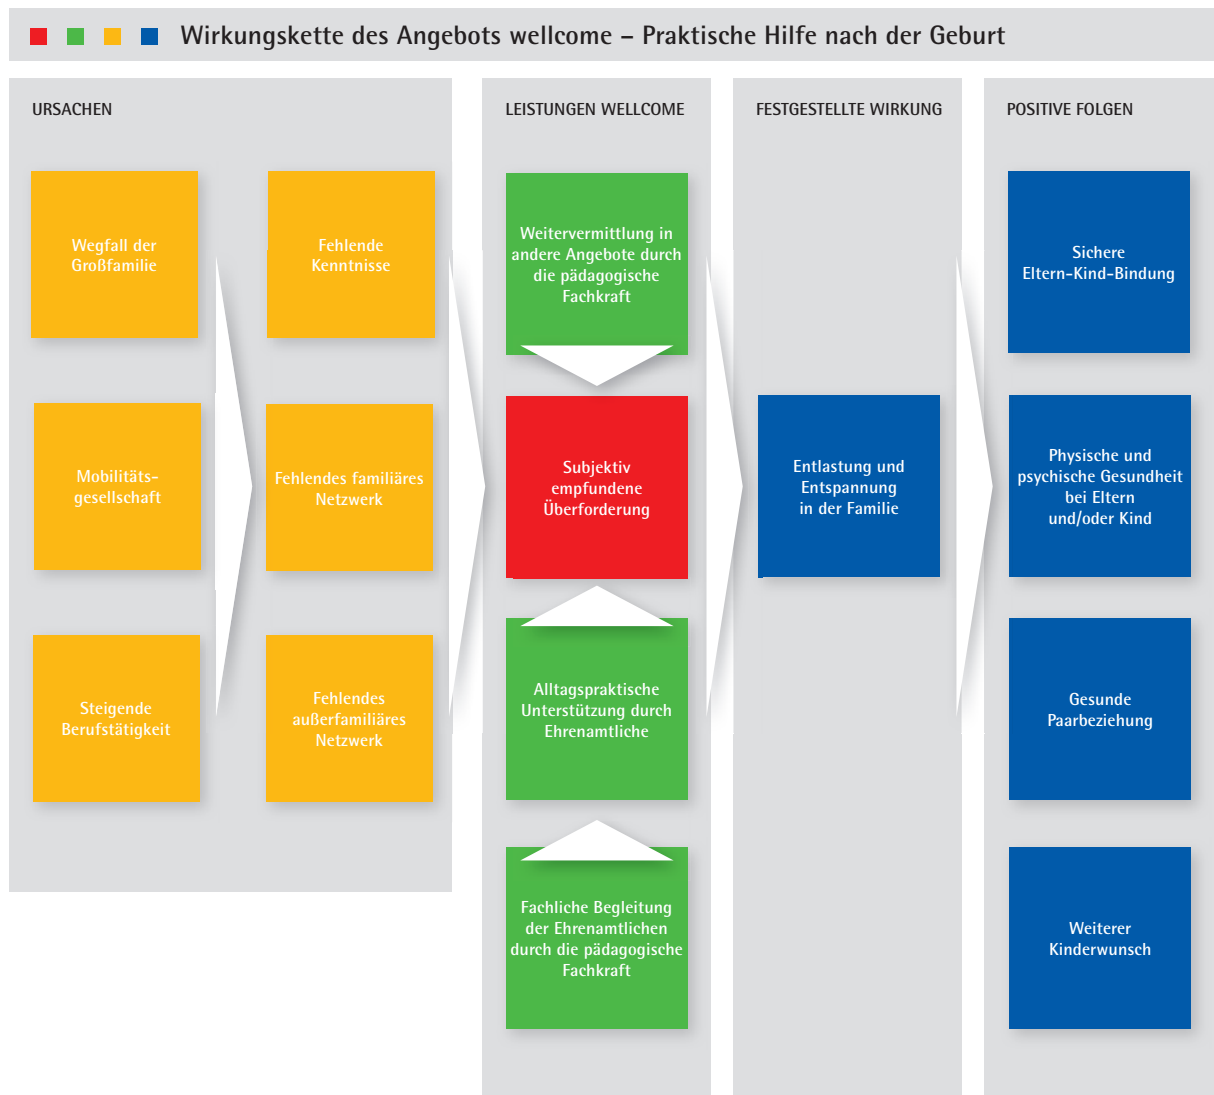 Wirkungskette des Angebots wellcome – Praktische Hilfe nach der Geburt
URSACHEN
Wegfall der
Großfamilie
Mobilitäts-
gesellschaft
Steigende
Berufstätigkeit
Fehlende
Kenntnisse
Fehlendes familiäres
Netzwerk
Fehlendes
außerfamiliäres
Netzwerk
LEISTUNGEN WELLCOME
Weitervermittlung in
andere Angebote durch
die pädagogische
Fachkraft
Subjektiv
empfundene
Überforderung
Alltagspraktische
Unterstützung durch
Ehrenamtliche
Fachliche Begleitung
der Ehrenamtlichen
durch die pädagogische
Fachkraft
FESTGESTELLTE WIRKUNG
Entlastung und
Entspannung
in der Familie
POSITIVE FOLGEN
Sichere
Eltern-Kind-Bindung
Physische und
psychische Gesundheit
bei Eltern
und/oder Kind
Gesunde
Paarbeziehung
Weiterer
Kinderwunsch